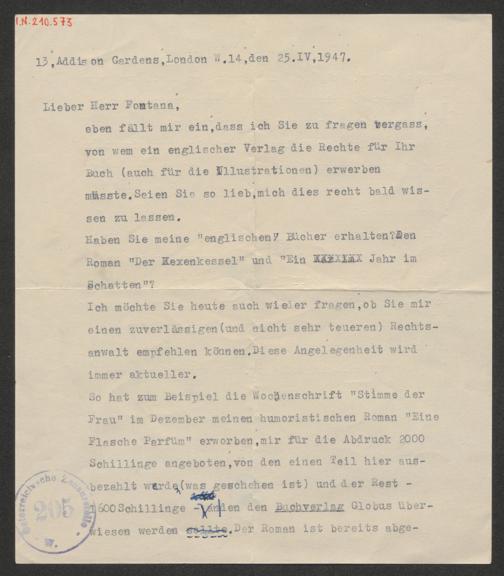 I.N. 210.573
13,Addison Gardens,London W.14,den 25.IV,1947.
Lieber Herr Fontana,
eben fällt mir ein,dass ich Sie zu fragen vergass,
von wem ein englischer Verlag die Rechte für Ihr
Buch (auch für die Illustrationen) erwerben
müsste.Seien Sie so lieb,mich dies recht bald wis-
sen zu lassen.
Haben Sie meine "englischen" Bücher erhalten?Den
Roman "Der Hexenkessel" und "Ein Jahr im
Schatten"?
Ich möchte Sie heute auch wieder fragen,ob Sie mir
einen zuverlässigen(und nicht sehr teueren) Rechts-
anwalt empfehlen können.Diese Angelegenheit wird
immer aktueller.
So hat zum Beispiel die Wochenschrift "Stimme der
Frau" im Dezember meinen humoristischen Roman "Eine
Flasche Parfüm" erworben,mir für die Abdruck 2000
Schillinge angeboten,von den einen Teil hier aus-
bezahlt werde(was geschehen ist) und der Rest -
1600 Schillinge - an den Buchverlag Globus über-
wiesen werden sollte.Der Roman ist bereits abge-
205
W.